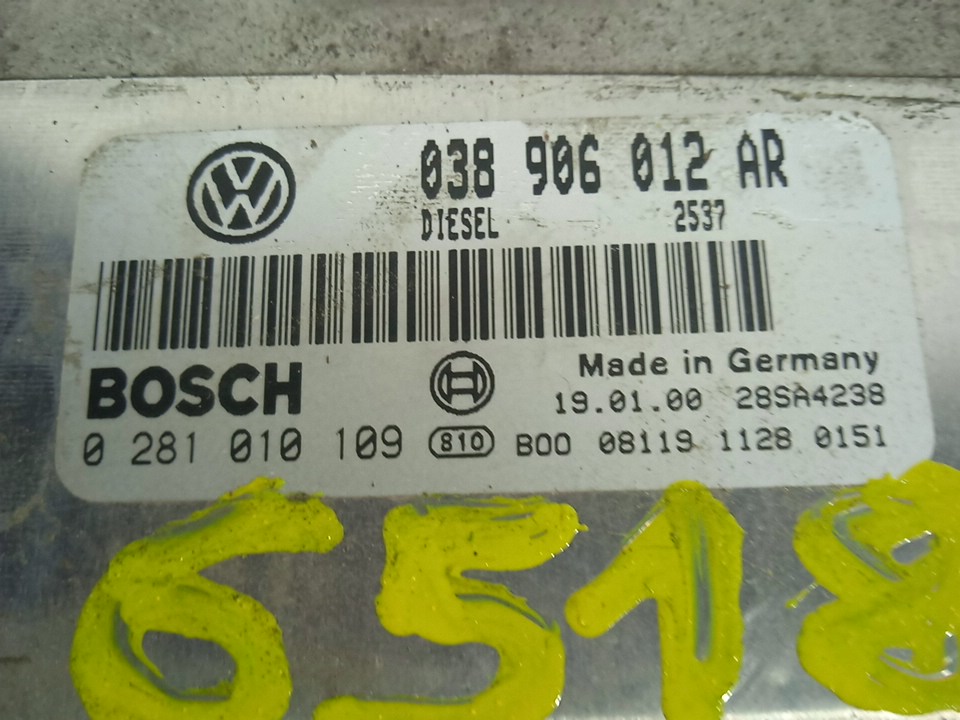 038 906 012 AR
DIESEL 2537
BOSCH
Made in Germany
19.01.00 28SA4238
0 281 010 109 810 B00 08119 1128 0151
6518